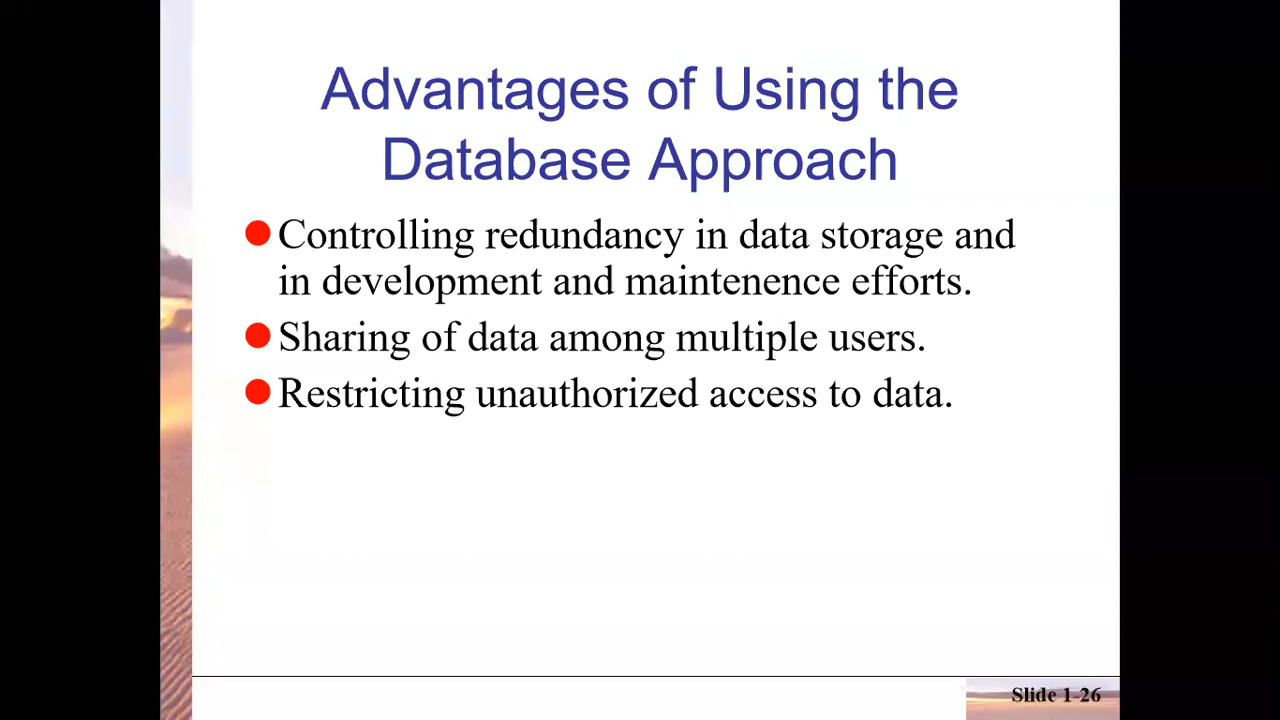 Advantages of Using the
Database Approach
Controlling redundancy in data storage and
in development and maintenence efforts.
Sharing of data among multiple users.
Restricting unauthorized access to data.
Slide 1-26